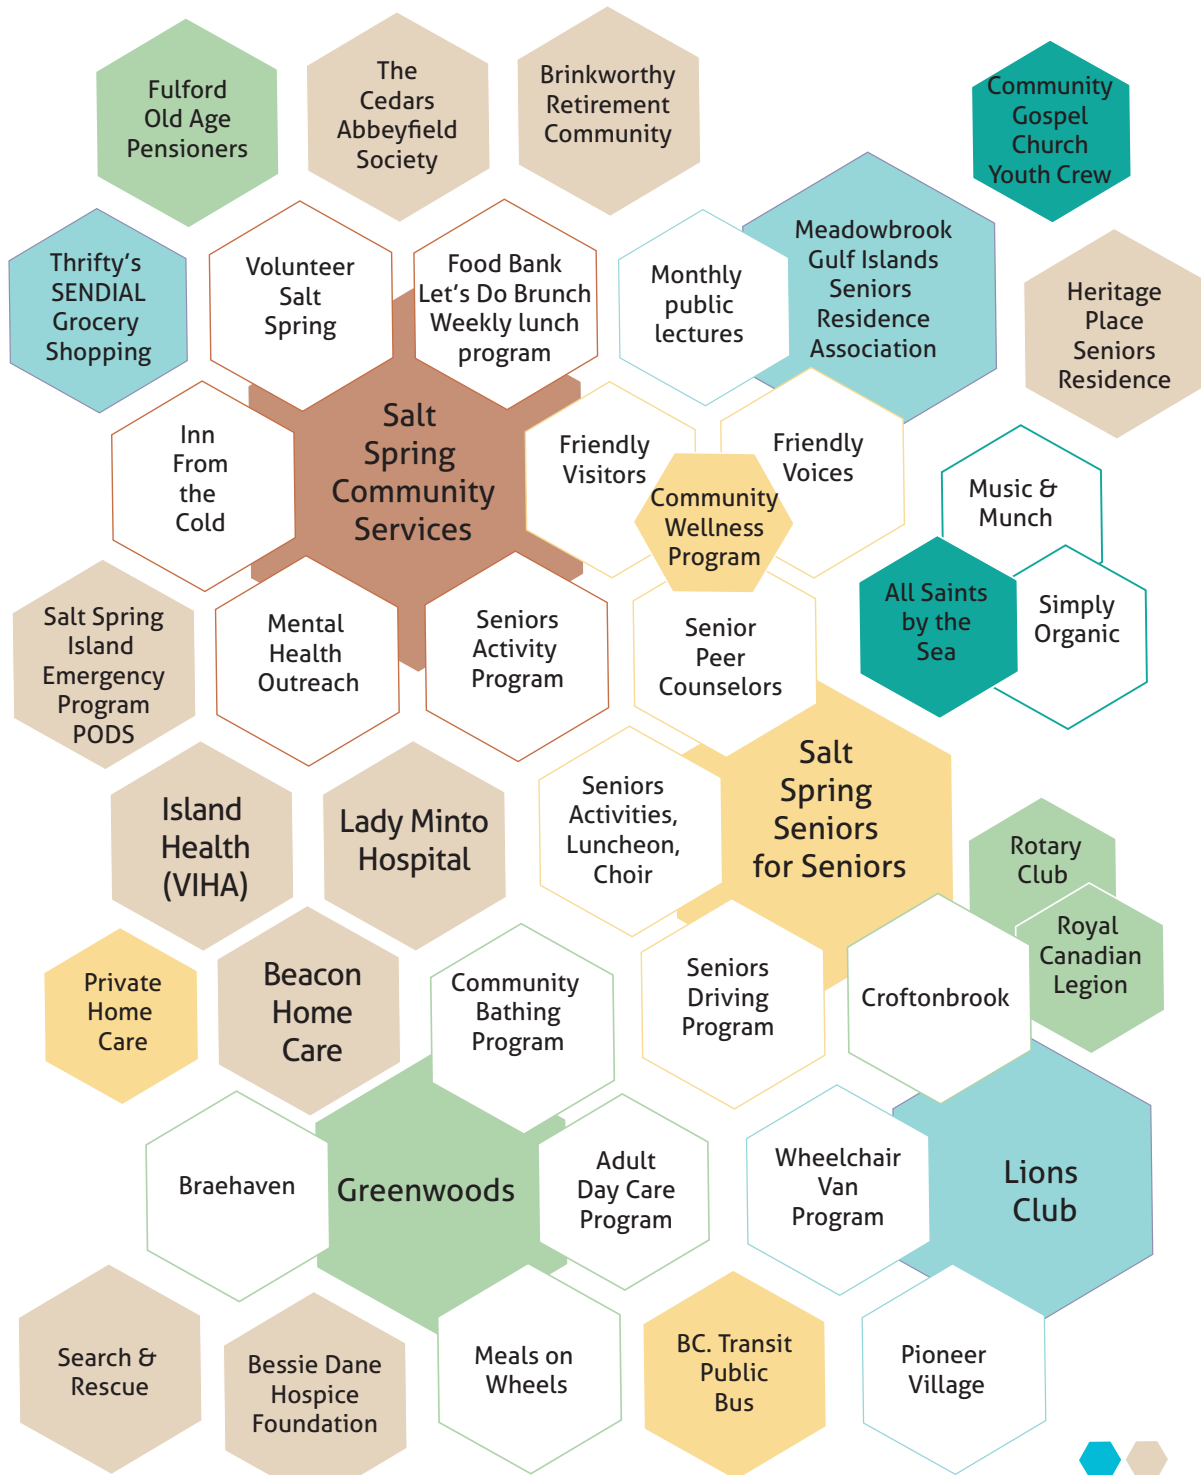 Fulford
Old Age
Pensioners
The
Cedars
Abbeyfield
Society
Brinkworthy
Retirement
Community
Community
Gospel
Church
Youth Crew
Thrifty's
SENDIAL
Grocery
Shopping
Volunteer
Salt
Spring
Food Bank
Let's Do Brunch
Weekly lunch
program
Monthly
public
lectures
Meadowbrook
Gulf Islands
Seniors
Residence
Association
Heritage
Place
Seniors
Residence
Inn
From
the
Cold
Salt
Spring
Community
Services
Friendly
Visitors
Community
Wellness
Program
Friendly
Voices
Music &
Munch
All Saints
by the
Sea
Simply
Organic
Salt Spring
Island
Emergency
Program
PODS
Mental
Health
Outreach
Seniors
Activity
Program
Senior
Peer
Counselors
Island
Health
(VIHA)
Lady Minto
Hospital
Seniors
Activities,
Luncheon,
Choir
Salt
Spring
Seniors
for Seniors
Rotary
Club
Royal
Canadian
Legion
Private
Home
Care
Beacon
Home
Care
Community
Bathing
Program
Seniors
Driving
Program
Croftonbrook
Braehaven
Greenwoods
Adult
Day Care
Program
Wheelchair
Van
Program
Lions
Club
Search &
Rescue
Bessie Dane
Hospice
Foundation
Meals on
Wheels
BC. Transit
Public
Bus
Pioneer
Village